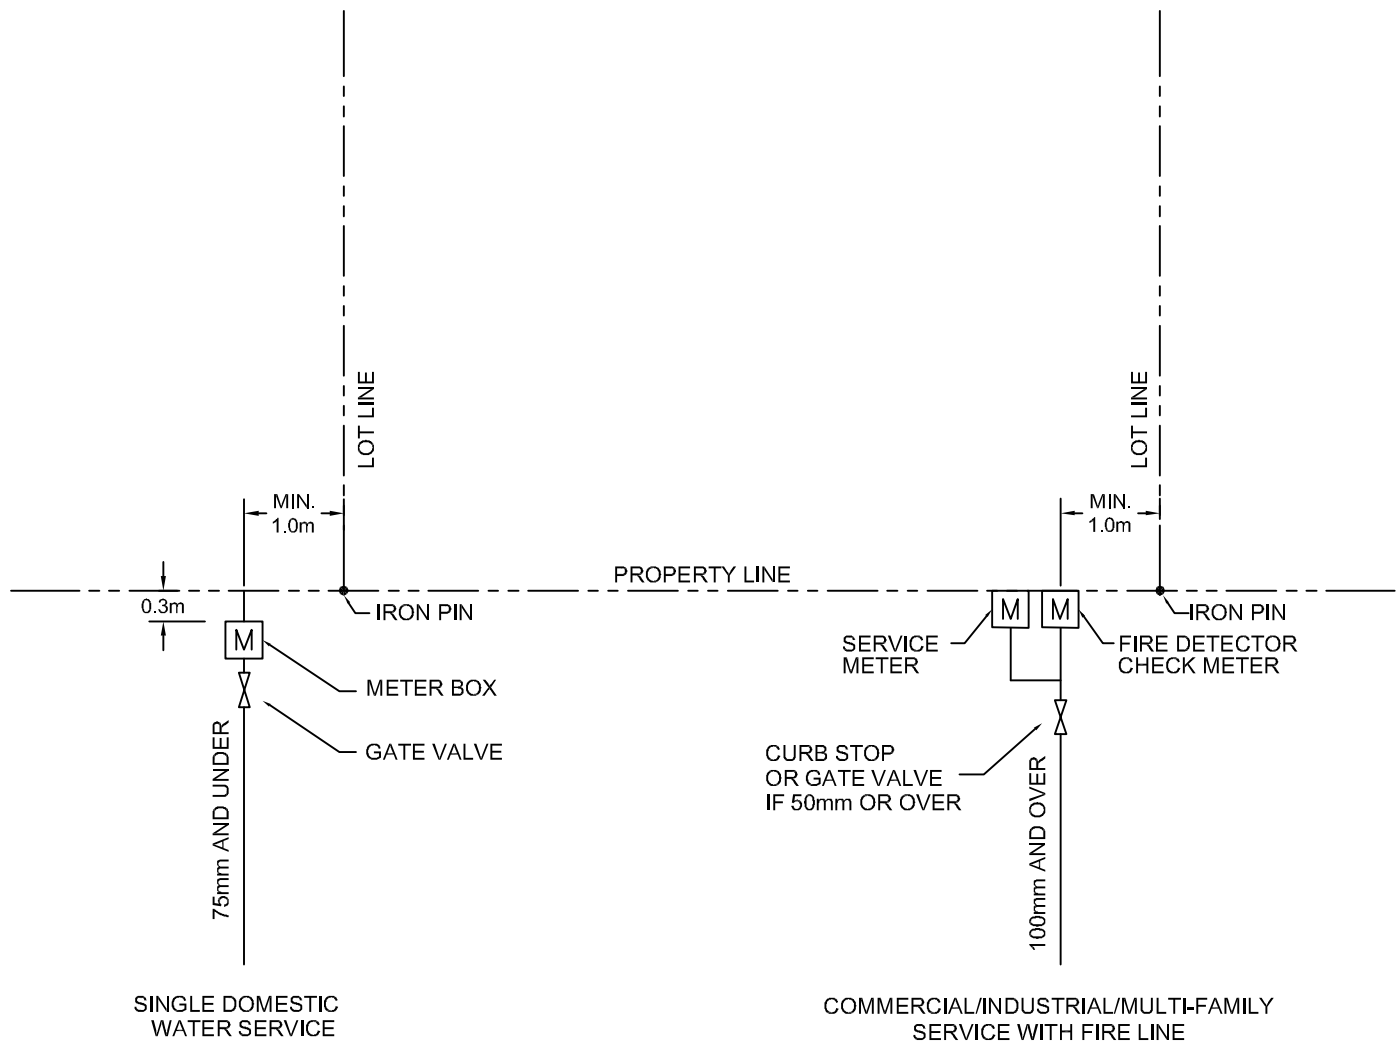 LOT LINE
LOT LINE
MIN.
1.0m
MIN.
1.0m
PROPERTY LINE
0.3m
IRON PIN
IRON PIN
M
M
M
SERVICE
METER
FIRE DETECTOR
CHECK METER
METER BOX
GATE VALVE
75mm AND UNDER
CURB STOP
OR GATE VALVE
IF 50mm OR OVER
100mm AND OVER
SINGLE DOMESTIC
WATER SERVICE
COMMERCIAL/INDUSTRIAL/MULTI-FAMILY
SERVICE WITH FIRE LINE